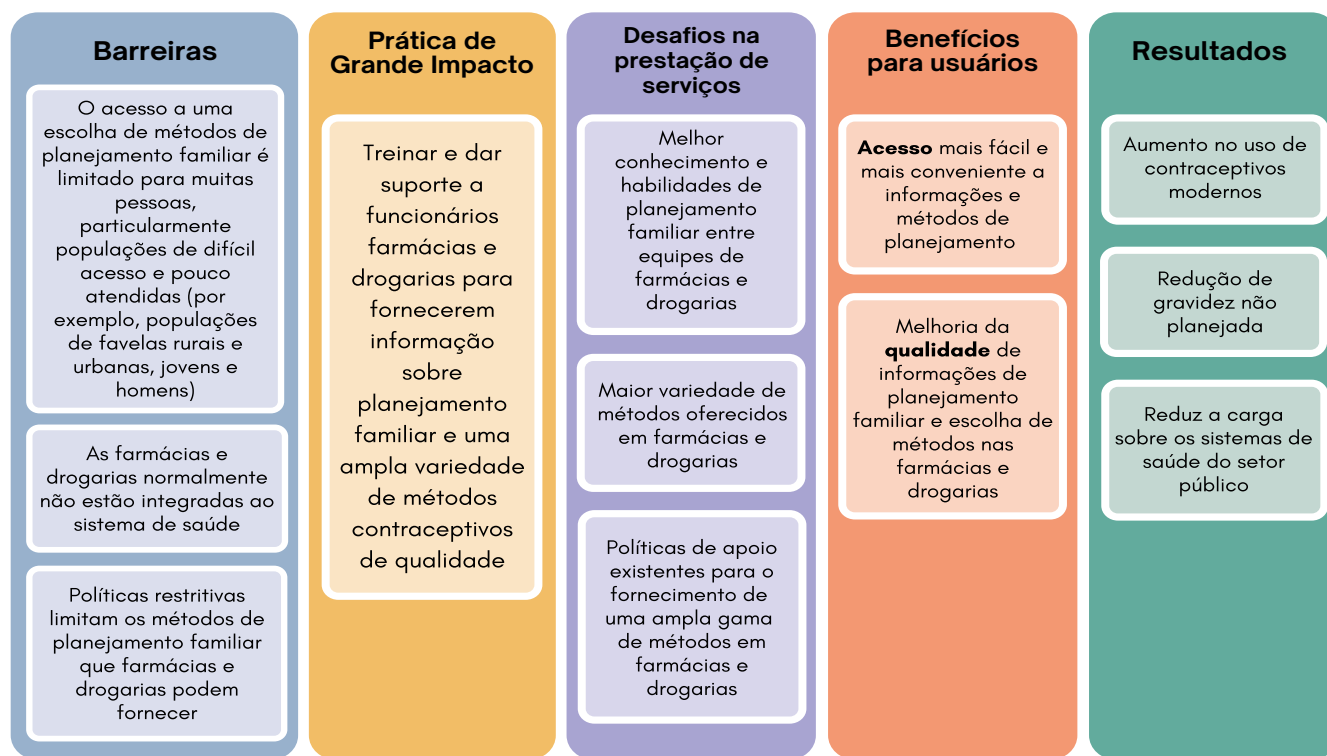 Barreiras
O acesso a uma
escolha de métodos de
planejamento familiar é
limitado para muitas
pessoas,
particularmente
populações de difícil
acesso e pouco
atendidas (por
exemplo, populações
de favelas rurais e
urbanas, jovens e
homens)
As farmácias e
drogarias normalmente
não estão integradas ao
sistema de saúde
Políticas restritivas
limitam os métodos de
planejamento familiar
que farmácias e
drogarias podem
fornecer
Prática de
Grande Impacto
Treinar e dar
suporte a
funcionários
farmácias e
drogarias para
fornecerem
informação
sobre
planejamento
familiar e uma
ampla variedade
de métodos
contraceptivos
de qualidade
Desafios na
prestação de
serviços
Melhor
conhecimento e
habilidades de
planejamento
familiar entre
equipes de
farmácias e
drogarias
Maior variedade de
métodos oferecidos
em farmácias e
drogarias
Políticas de apoio
existentes para o
fornecimento de
uma ampla gama
de métodos em
farmácias e
drogarias
Benefícios
para usuários
Acesso mais fácil e
mais conveniente a
informações e
métodos de
planejamento
Melhoria da
qualidade de
informações de
planejamento
familiar e escolha de
métodos nas
farmácias e
drogarias
Resultados
Aumento no uso de
contraceptivos
modernos
Redução de
gravidez não
planejada
Reduz a carga
sobre os sistemas de
saúde do setor
público